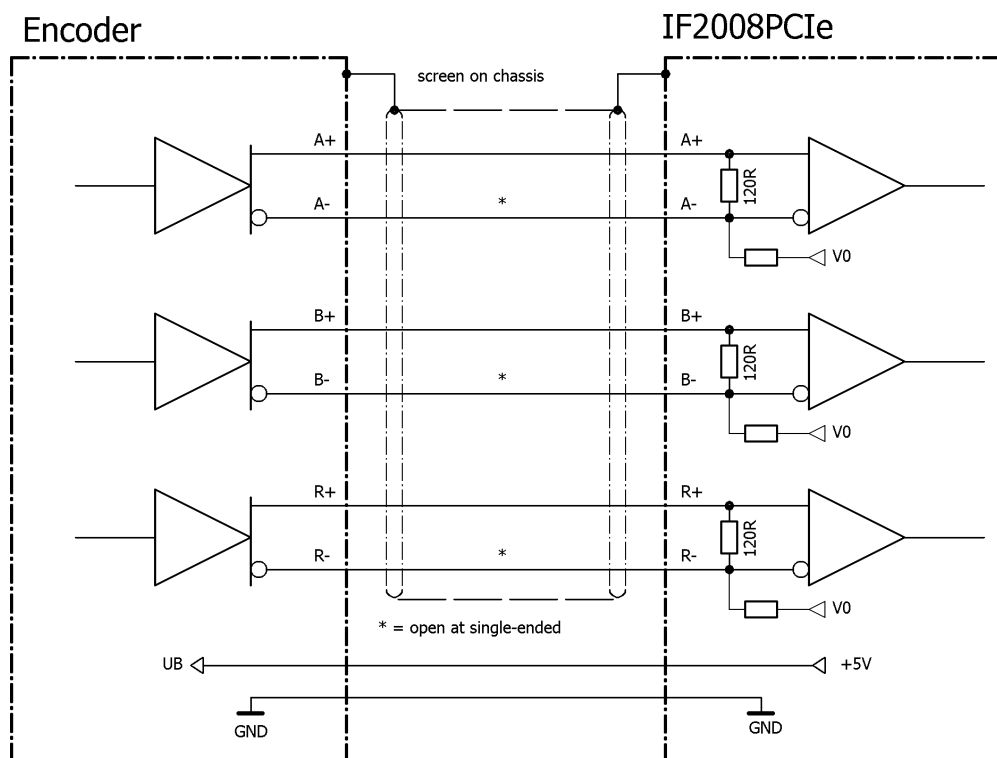 Encoder
IF2008PCIe
screen on chassis
A+
A+
120R
A-
*
A-
V0
B+
B+
120R
B-
*
B-
V0
R+
R+
120R
R-
*
R-
V0
* = open at single-ended
UB
+5V
GND
GND